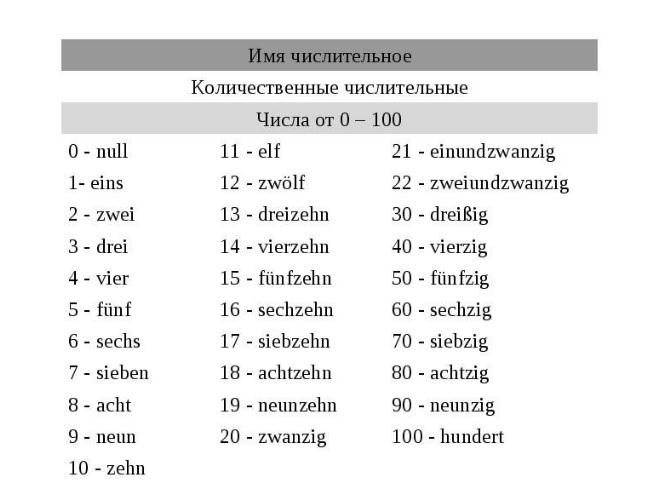 Имя числительное
Количественные числительные
Числа от 0 – 100
0 - null
1- eins
2 - zwei
3 - drei
4 - vier
5 - fünf
6 - sechs
7 - sieben
8 - acht
9 - neun
10 - zehn
11 - elf
12 - zwölf
13 - dreizehn
14 - vierzehn
15 - fünfzehn
16 - sechzehn
17 - siebzehn
18 - achtzehn
19 - neunzehn
20 - zwanzig
21 - einundzwanzig
22 - zweiundzwanzig
30 - dreißig
40 - vierzig
50 - fünfzig
60 - sechzig
70 - siebzig
80 - achtzig
90 - neunzig
100 - hundert